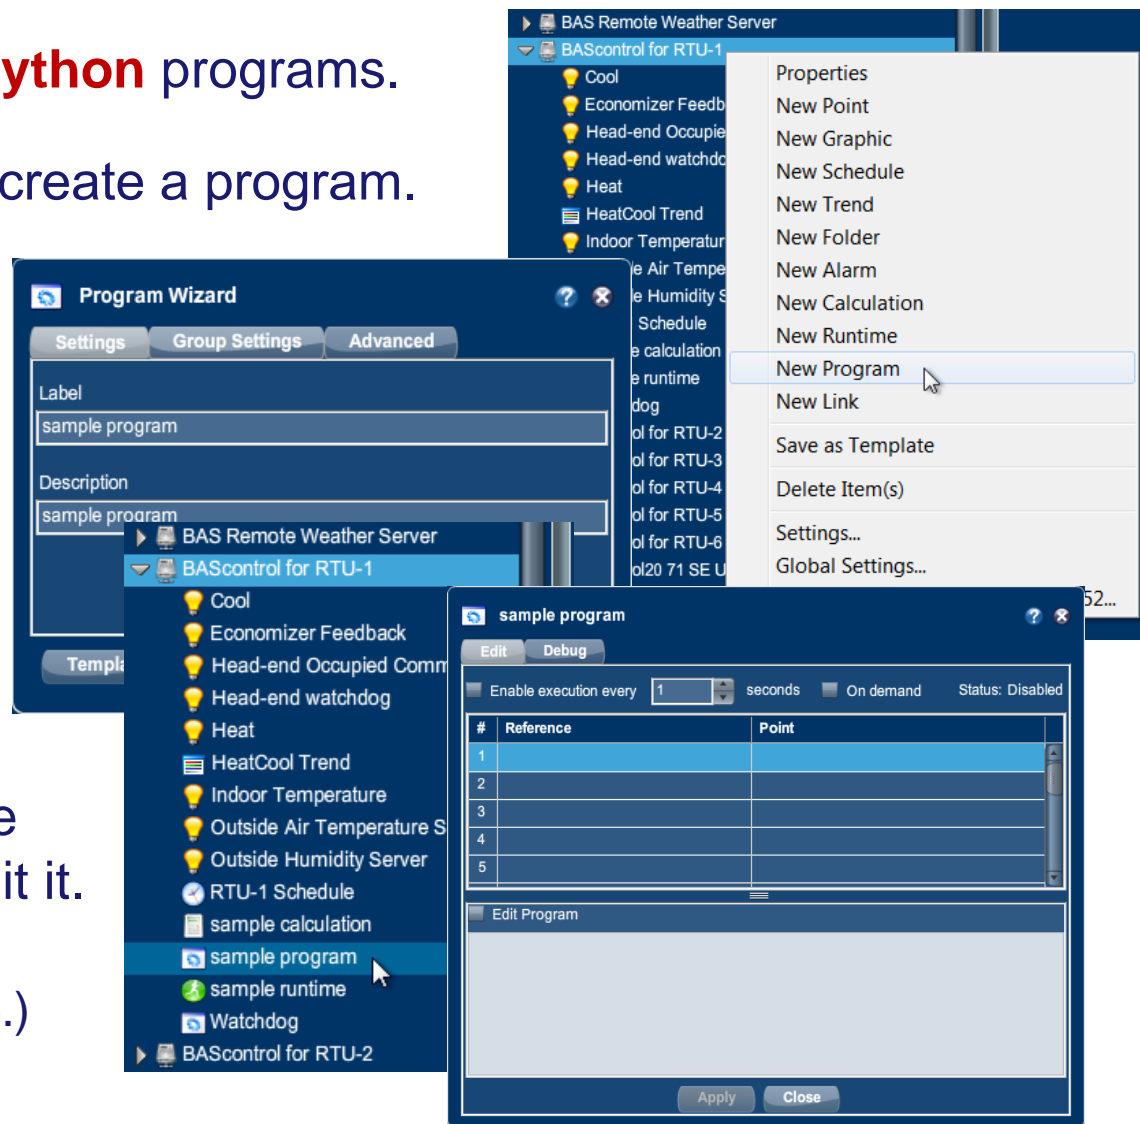 ython programs.
create a program.
e
it it.
.)
BAS Remote Weather Server
BAScontrol for RTU-1
Cool
Economizer Feedb
Head-end Occupie
Head-end watchdo
Heat
HeatCool Trend
Indoor Temperatur
e Air Tempe
e Humidity S
Schedule
e calculation
e runtime
dog
ol for RTU-2
ol for RTU-3
ol for RTU-4
ol for RTU-5
ol for RTU-6
ol20 71 SE U
Properties
New Point
New Graphic
New Schedule
New Trend
New Folder
New Alarm
New Calculation
New Runtime
New Program
New Link
Save as Template
Delete Item(s)
Settings...
Global Settings...
52...
Program Wizard
Settings Group Settings Advanced
Label
sample program
Description
sample program
Templa
BAS Remote Weather Server
BAScontrol for RTU-1
Cool
Economizer Feedback
Head-end Occupied Comm
Head-end watchdog
Heat
HeatCool Trend
Indoor Temperature
Outside Air Temperature S
Outside Humidity Server
RTU-1 Schedule
sample calculation
sample program
sample runtime
Watchdog
BAScontrol for RTU-2
sample program
Edit Debug
Enable execution every 1 seconds On demand Status: Disabled
# Reference Point
1
2
3
4
5
Edit Program
Apply Close